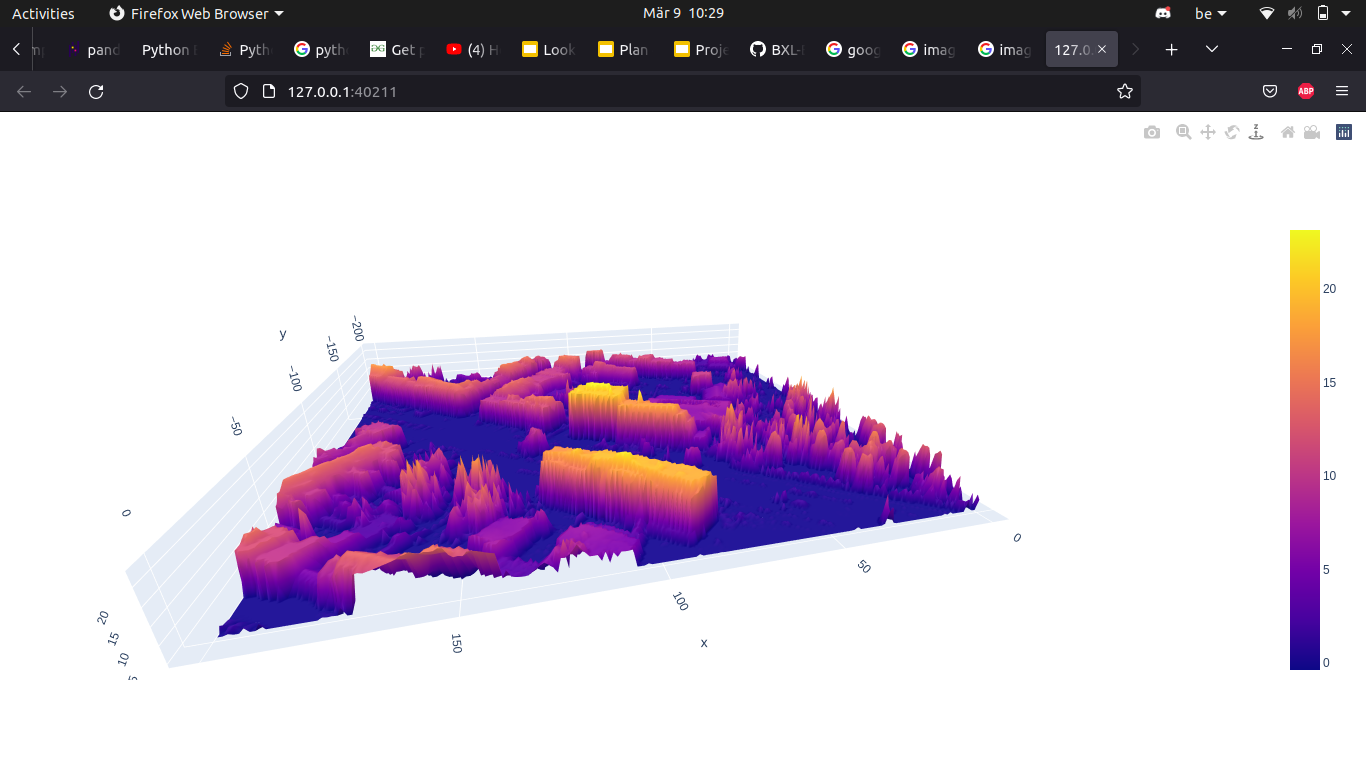 Activities Firefox Web Browser Mär 9 10:29 be
pand Python Pyth pyth Get (4) H Look Plan Proje BXL- goog imag imag 127.0.
127.0.0.1:40211 ABP
z
20
15
10
5
0
y
−200
−150
−100
−50
0
20
15
10
150
100
50
0
x